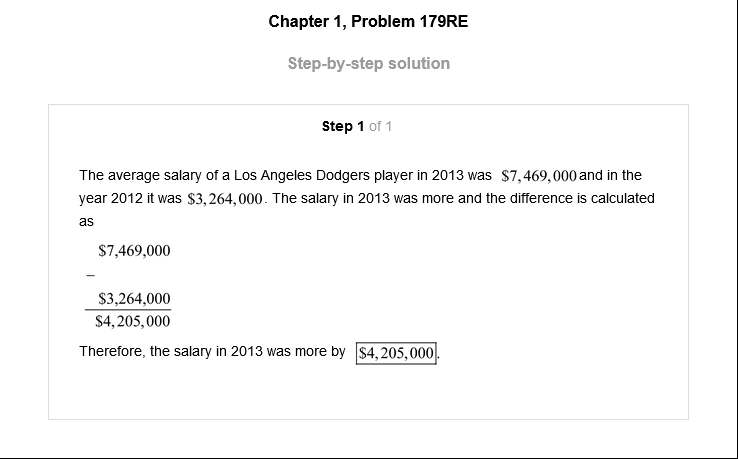 Chapter 1, Problem 179RE
Step-by-step solution
Step 1 of 1
The average salary of a Los Angeles Dodgers player in 2013 was $7,469,000 and in the
year 2012 it was $3,264,000. The salary in 2013 was more and the difference is calculated
as
$7,469,000
−
$3,264,000
$4,205,000
Therefore, the salary in 2013 was more by $4,205,000.